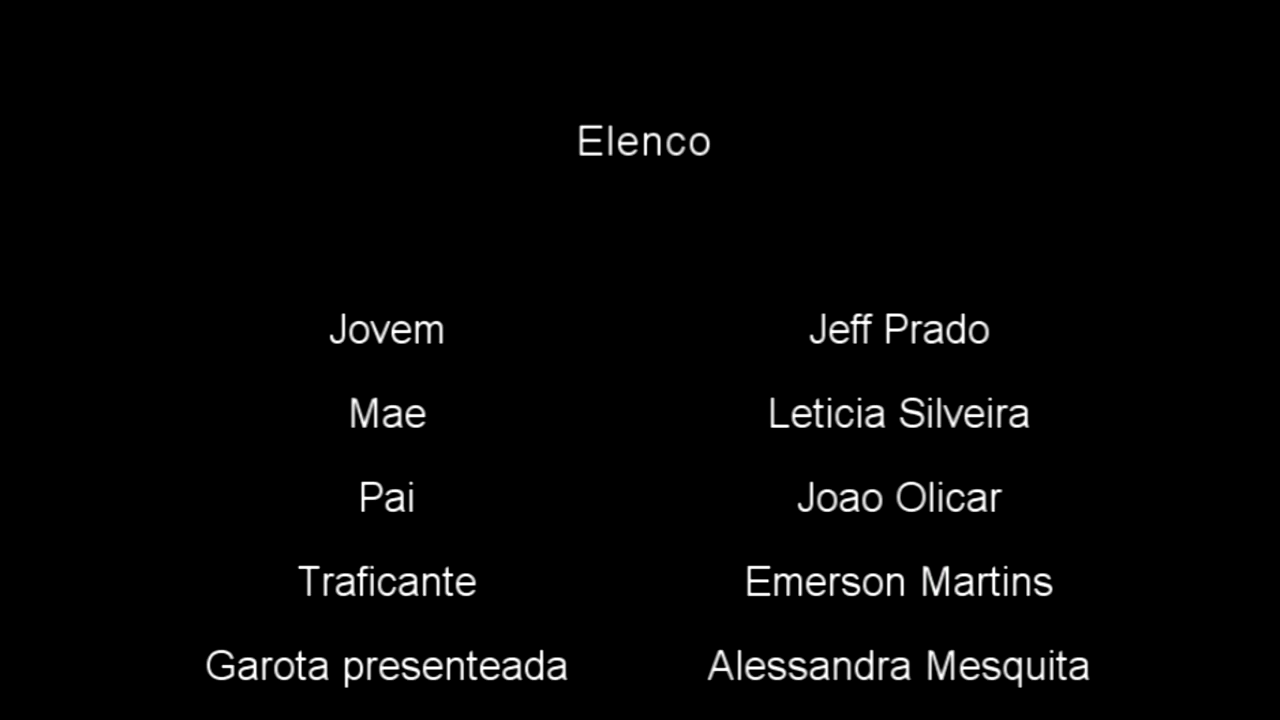 Elenco
Jovem Jeff Prado
Mae Leticia Silveira
Pai Joao Olicar
Traficante Emerson Martins
Garota presenteada Alessandra Mesquita